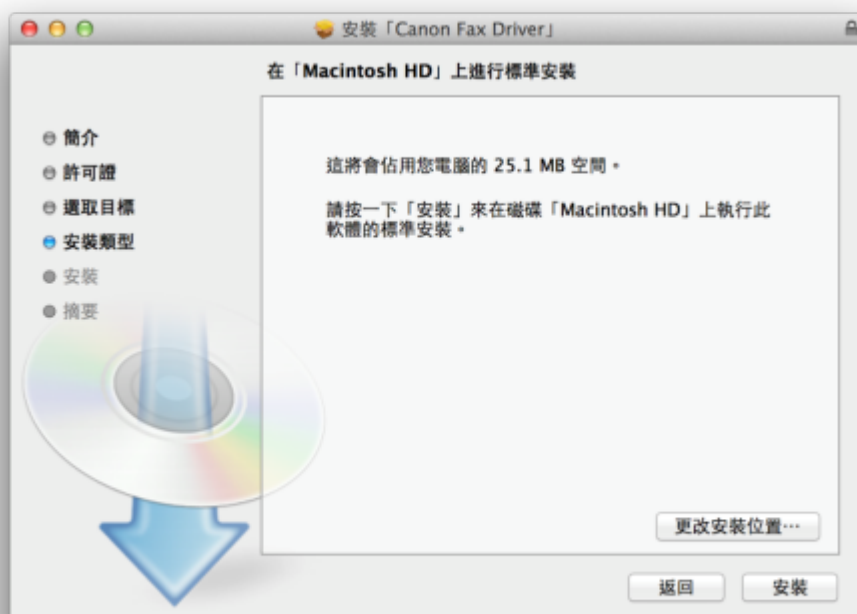 安裝「Canon Fax Driver」
在「Macintosh HD」上進行標準安裝
簡介
許可證
選取目標
安裝類型
安裝
摘要
這將會佔用您電腦的 25.1 MB 空間。
請按一下「安裝」來在磁碟「Macintosh HD」上執行此
軟體的標準安裝。
更改安裝位置⋯
返回
安裝